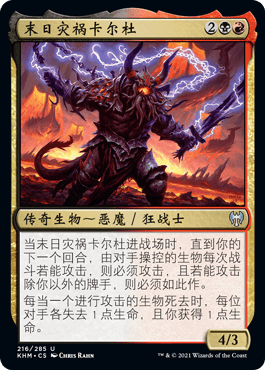 末日灾祸卡尔杜 2
传奇生物～恶魔／狂战士
当末日灾祸卡尔杜进战场时，直到你的
下一个回合，由对手操控的生物每次战
斗若能攻击，则必须攻击，且若能攻击
除你以外的牌手，则必须如此作。
每当一个进行攻击的生物死去时，每位
对手各失去１点生命，且你获得１点生
命。
4/3
216/285 U
KHM • CS CHRIS RAHN
™ & © 2021 Wizards of the Coast